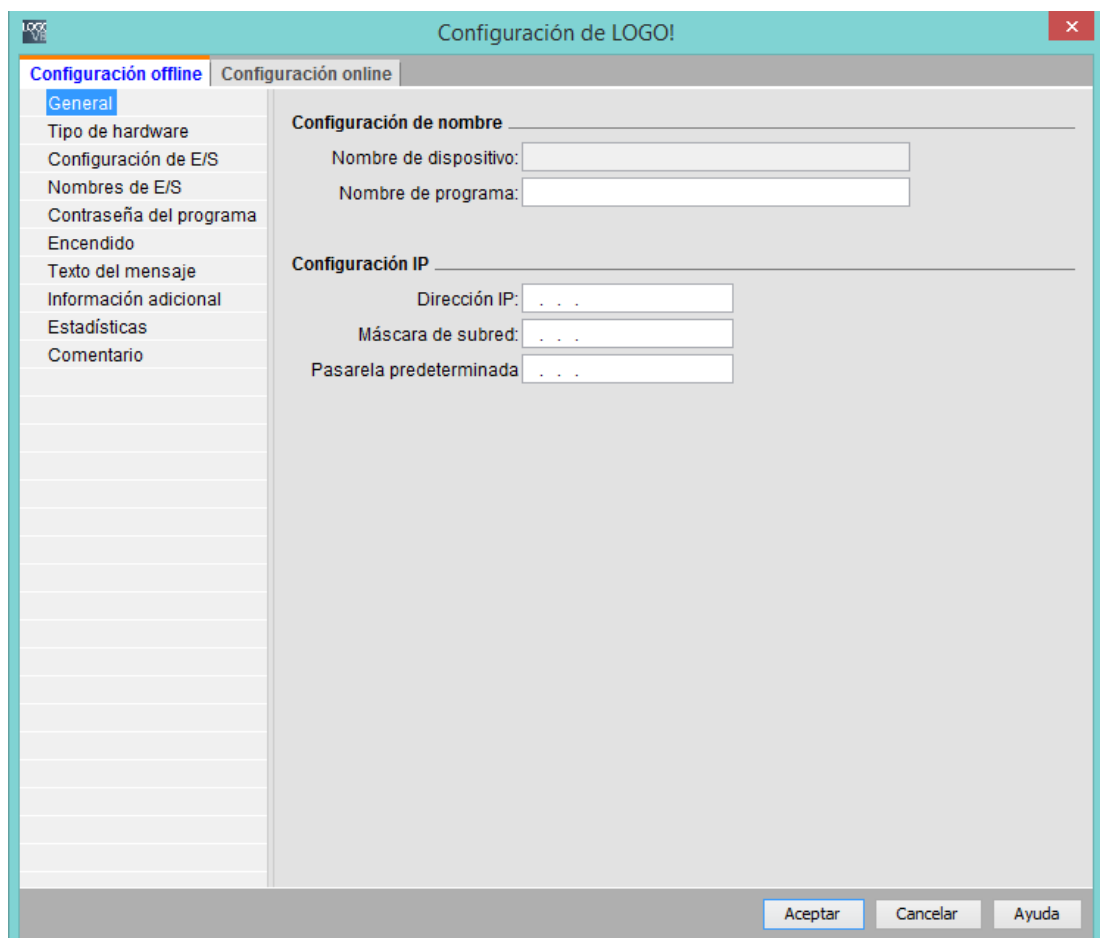 Configuración de LOGO!
Configuración offline
Configuración online
General
Tipo de hardware
Configuración de E/S
Nombres de E/S
Contraseña del programa
Encendido
Texto del mensaje
Información adicional
Estadísticas
Comentario
Configuración de nombre
Nombre de dispositivo:
Nombre de programa:
Configuración IP
Dirección IP: . . .
Máscara de subred: . . .
Pasarela predeterminada . . .
Aceptar
Cancelar
Ayuda